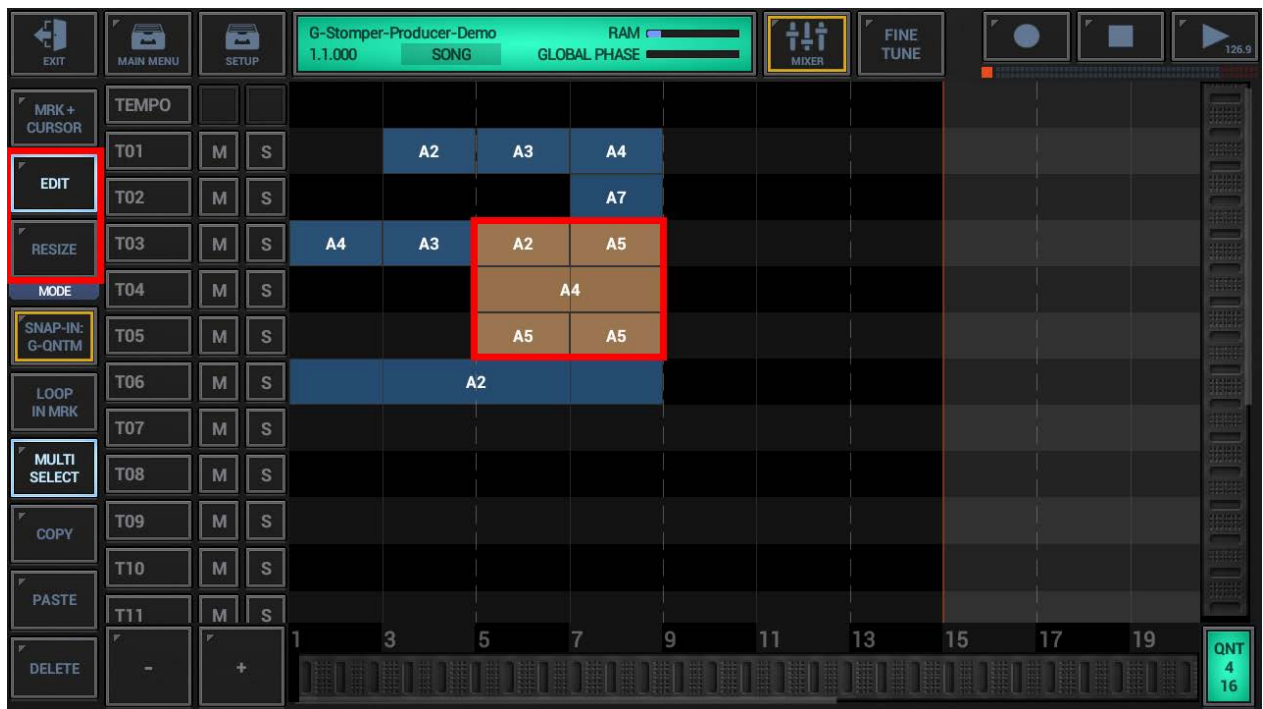 EXIT
MAIN MENU
SETUP
G-Stomper-Producer-Demo RAM
1.1.000 SONG GLOBAL PHASE
MIXER
FINE
TUNE
126.9
MRK +
CURSOR
EDIT
RESIZE
MODE
SNAP-IN:
G-QNTM
LOOP
IN MRK
MULTI
SELECT
COPY
PASTE
DELETE
TEMPO
T01 M S A2 A3 A4
T02 M S A7
T03 M S A4 A3 A2 A5
T04 M S A4
T05 M S A5 A5
T06 M S A2
T07 M S
T08 M S
T09 M S
T10 M S
T11 M S
- +
1 3 5 7 9 11 13 15 17 19
QNT
4
16